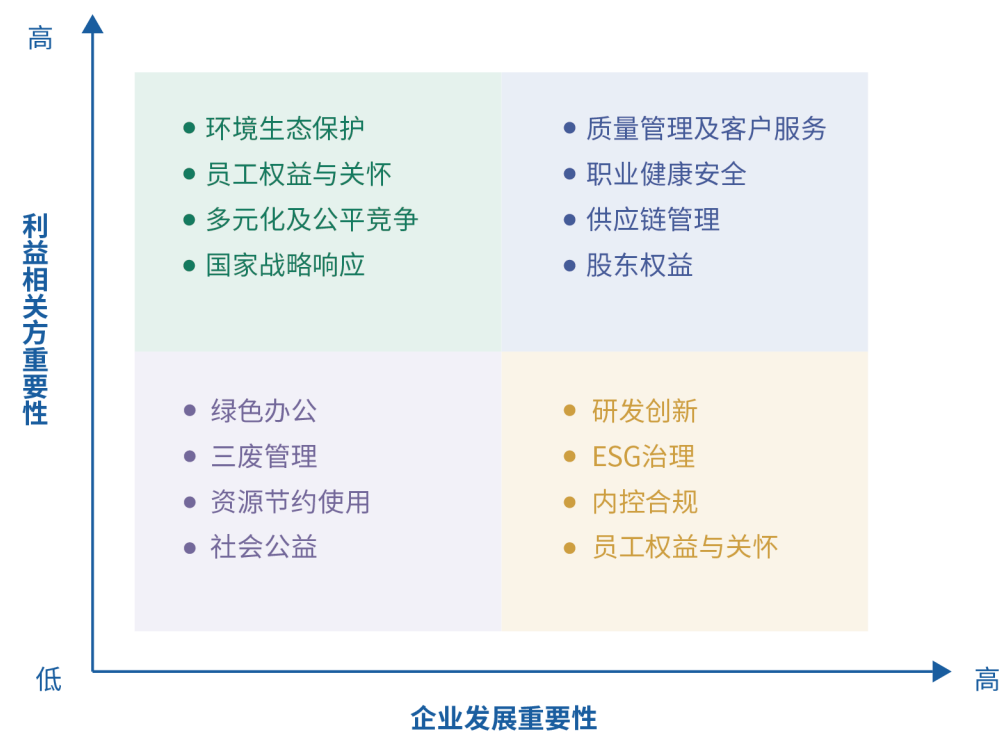 高
利益相关方重要性
环境生态保护
员工权益与关怀
多元化及公平竞争
国家战略响应
质量管理及客户服务
职业健康安全
供应链管理
股东权益
绿色办公
三废管理
资源节约使用
社会公益
研发创新
ESG治理
内控合规
员工权益与关怀
低
高
企业发展重要性